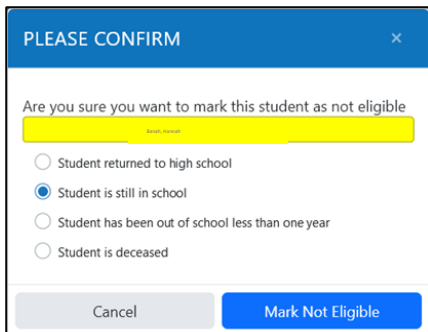 PLEASE CONFIRM ×
Are you sure you want to mark this student as not eligible
Hannah
Student returned to high school
Student is still in school
Student has been out of school less than one year
Student is deceased
Cancel Mark Not Eligible